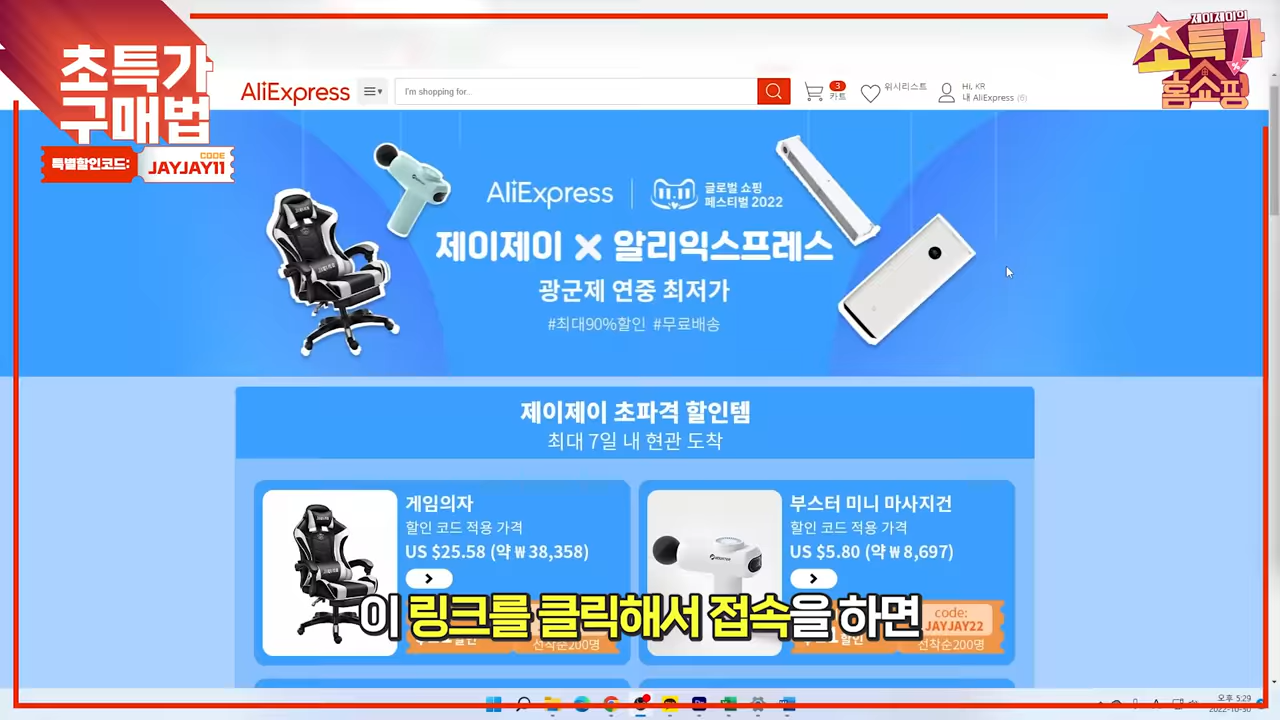 초특가
구매법
특별할인코드:
CODE
JAYJAY11
제이제이의
초특가
홈쇼핑
AliExpress
I'm shopping for...
3
카트
위시리스트
Hi, KR
내 AliExpress (6)
AliExpress
11.11
글로벌 쇼핑
페스티벌 2022
제이제이 X 알리익스프레스
광군제 연중 최저가
#최대90%할인 #무료배송
제이제이 초파격 할인템
최대 7일 내 현관 도착
게임의자
할인 코드 적용 가격
US $25.58 (약 ₩38,358)
선착순200명
부스터 미니 마사지건
할인 코드 적용 가격
US $5.80 (약 ₩8,697)
code:
JAYJAY22
선착순200명
이 링크를 클릭해서 접속을 하면
오후 5:29
2022-10-30